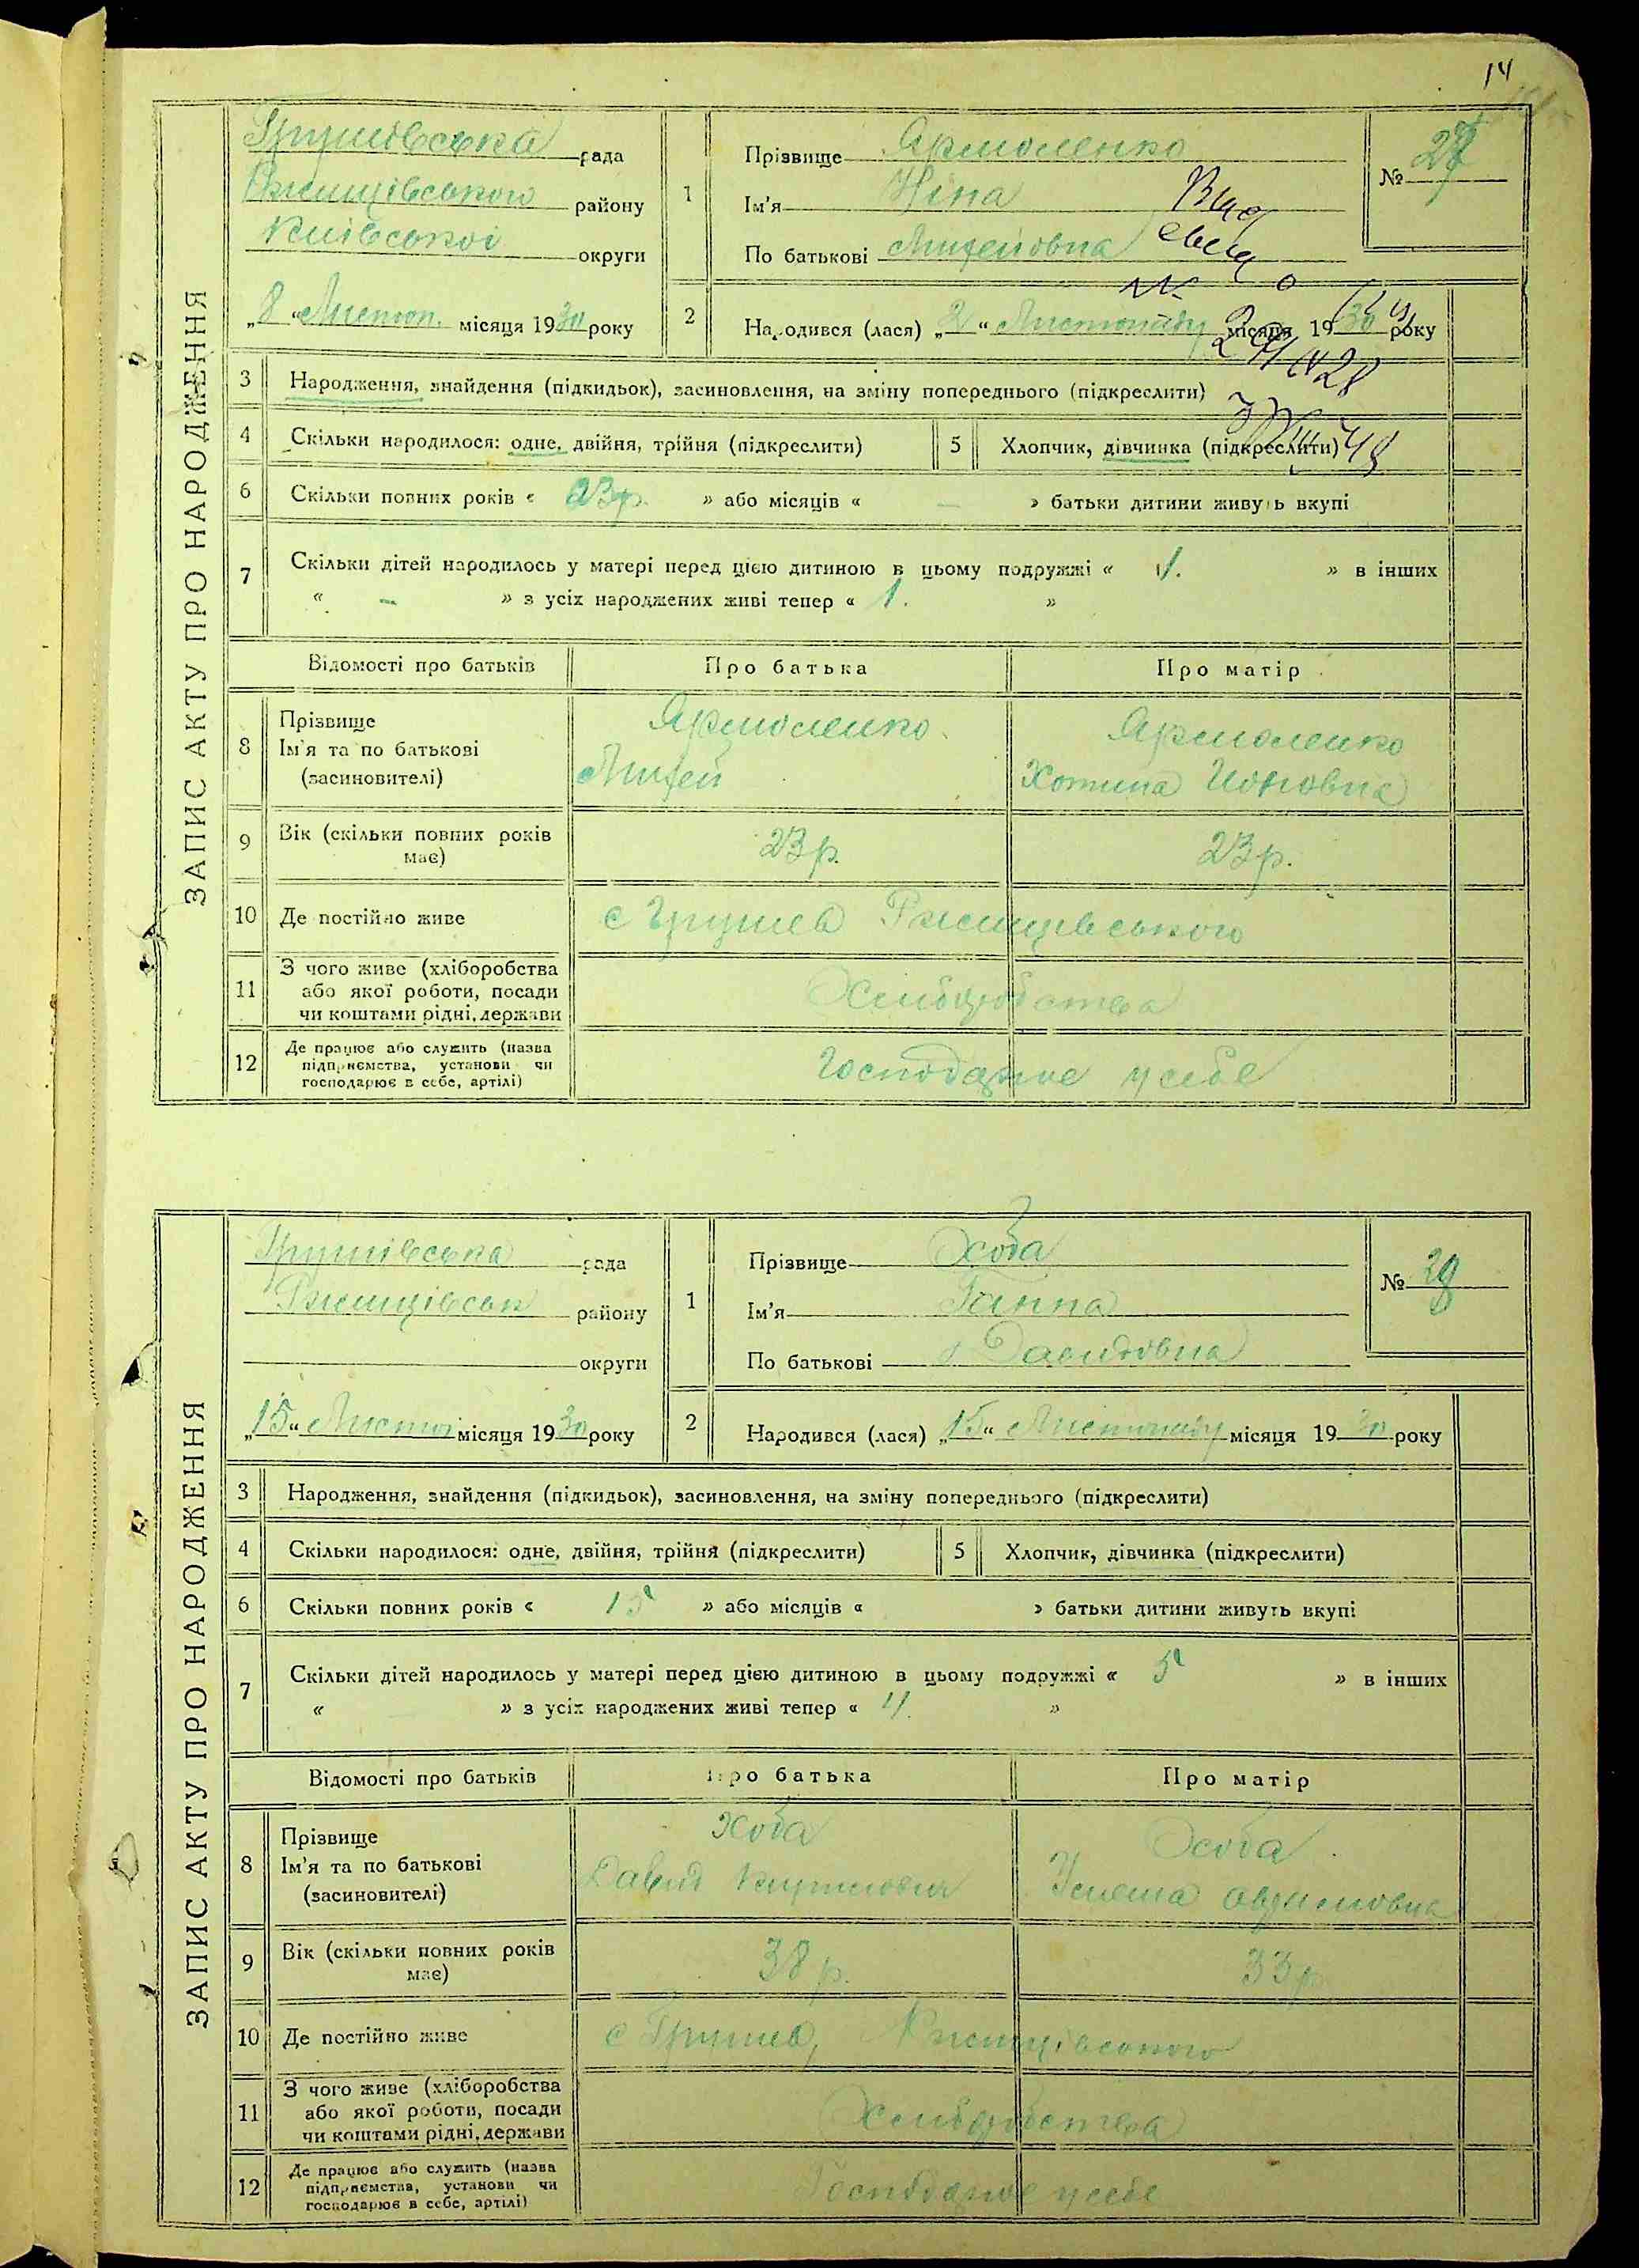 14
ЗАПИС АКТУ ПРО НАРОДЖЕННЯ
Грушівська рада
Ржищівського району
Київської округи
„8“ Листоп. місяця 1930 року
1
Прізвище Ярмоленко
Ім'я Ніна
По батькові
№
2 Народився (лася) Листопаду місяця 1930 року
Вид
3 Народження, знайдення (підкидьок), засиновлення, на зміну попереднього (підкреслити)
4 Скільки народилося: одне, двійня, трійня (підкреслити) 5 Хлопчик, дівчинка (підкреслити)
6 Скільки повних років « 23р. » або місяців « — » батьки дитини живуть вкупі
7 Скільки дітей народилось у матері перед цією дитиною в цьому подружжі « 1. » в інших
« – » з усіх народжених живі тепер « 1. »
Відомості про батьків Про батька Про матір
8 Прізвище
Ім'я та по батькові
(засиновителі)
Ярмоленко
Ярмоленко
Хотина
9 Вік (скільки повних років має) 23р. 23р.
10 Де постійно живе с Грушев Ржищівського
11 З чого живе (хліборобства або якої роботи, посади чи коштами рідні, держави Хліборобства
12 Де працює або служить (назва підприємства, установи чи господарює в себе, артілі) Господарює у себе
ЗАПИС АКТУ ПРО НАРОДЖЕННЯ
Грушівська рада
Ржищівськ району
округи
„15“ Листоп місяця 1930 року
1
Прізвище Хоба
Ім'я Ганна
По батькові Давидовна
№ 28
2 Народився (лася) „15“ Листопаду місяця 1930 року
3 Народження, знайдення (підкидьок), засиновлення, на зміну попереднього (підкреслити)
4 Скільки народилося: одне, двійня, трійня (підкреслити) 5 Хлопчик, дівчинка (підкреслити)
6 Скільки повних років « 15 » або місяців « » батьки дитини живуть вкупі
7 Скільки дітей народилось у матері перед цією дитиною в цьому подружжі « 5 » в інших
« » з усіх народжених живі тепер « 4. »
Відомості про батьків Про батька Про матір
8 Прізвище
Ім'я та по батькові
(засиновителі)
Хоба
Давид
Хоба
9 Вік (скільки повних років має) 38 р. 33 р.
10 Де постійно живе с Грушев, Ржищівського
11 З чого живе (хліборобства або якої роботи, посади чи коштами рідні, держави Хліборобства
12 Де працює або служить (назва підприємства, установи чи господарює в себе, артілі) Господарює у себе